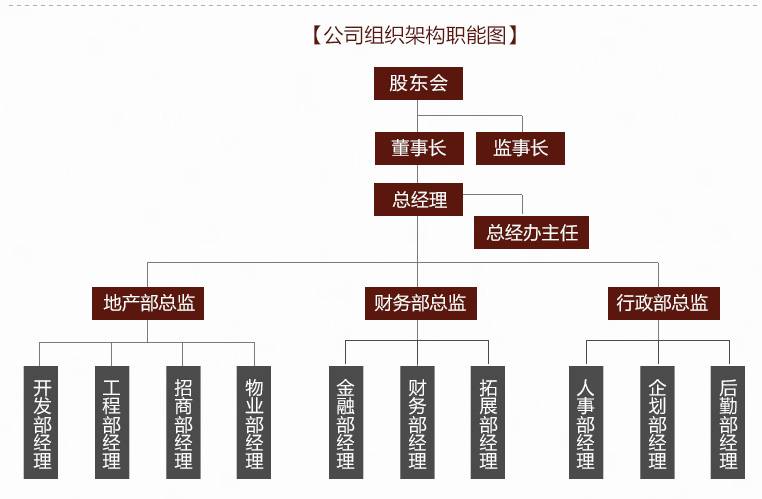 【公司组织架构职能图】
股东会
董事长
监事长
总经理
总经办主任
地产部总监
财务部总监
行政部总监
开发部经理
工程部经理
招商部经理
物业部经理
金融部经理
财务部经理
拓展部经理
人事部经理
企划部经理
后勤部经理